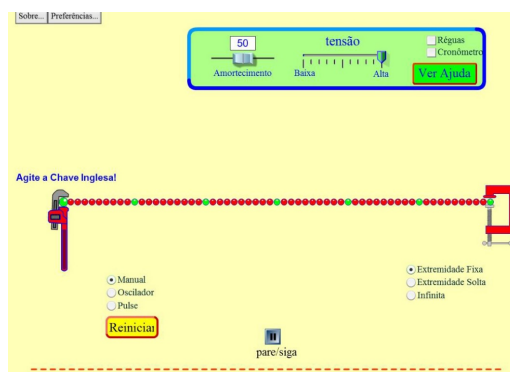 Sobre... Preferências...
50
Amortecimento
tensão
Baixa
Alta
Réguas
Cronômetro
Ver Ajuda
Agite a Chave Inglesa!
Manual
Oscilador
Pulse
Reiniciar
Extremidade Fixa
Extremidade Solta
Infinita
pare/siga